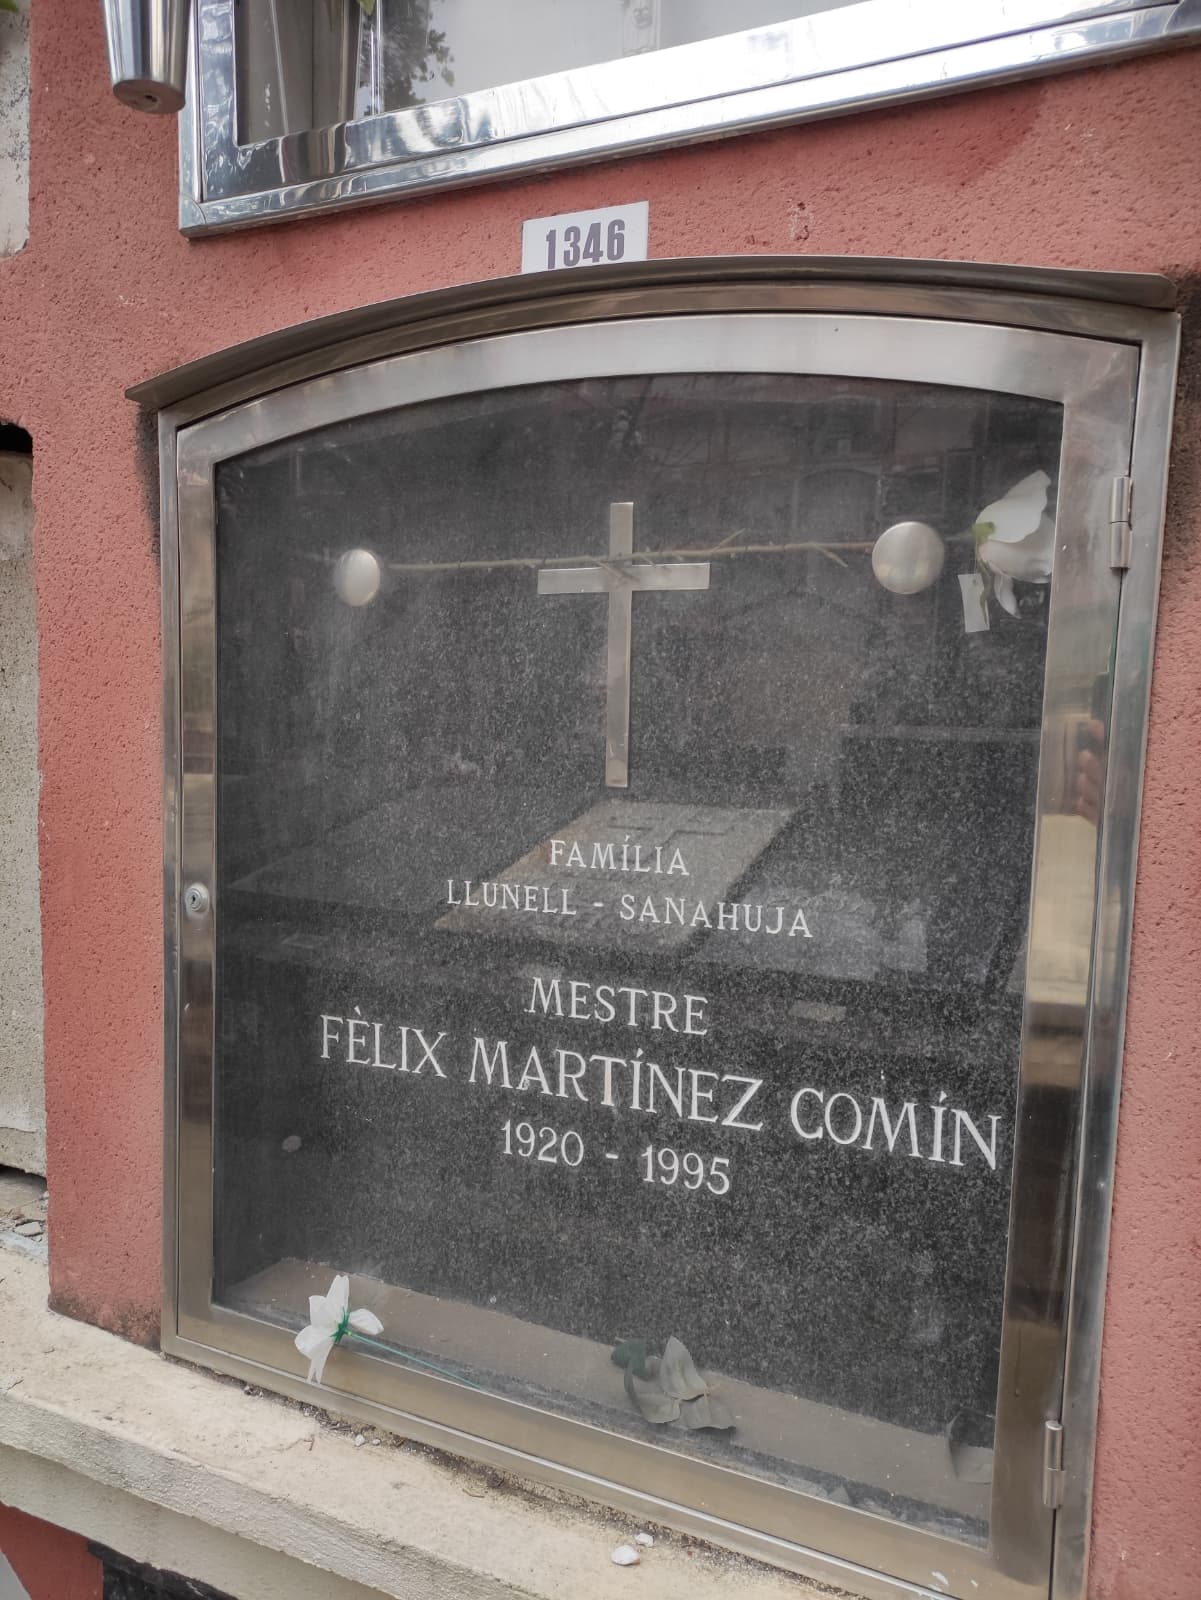 1346
FAMÍLIA
LLUNELL - SANAHUJA
MESTRE
FÈLIX MARTÍNEZ COMÍN
1920 - 1995